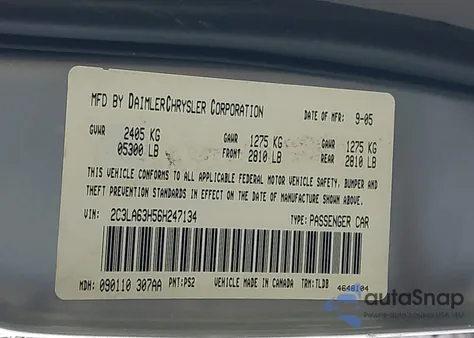 MFD BY DAIMLERCHRYSLER CORPORATION DATE OF MFR: 9-05
GVWR 2405 KG GAWR 1275 KG GAWR 1275 KG
05300 LB FRONT 2810 LB REAR 2810 LB
THIS VEHICLE CONFORMS TO ALL APPLICABLE FEDERAL MOTOR VEHICLE SAFETY, BUMPER AND
THEFT PREVENTION STANDARDS IN EFFECT ON THE DATE OF MANUFACTURE SHOWN ABOVE.
VIN: 2C3LA63H56H247134 TYPE: PASSENGER CAR
MDH: 090110 307AA PNT: PS2 VEHICLE MADE IN CANADA TRM: TLDB 4648104
autoSnap